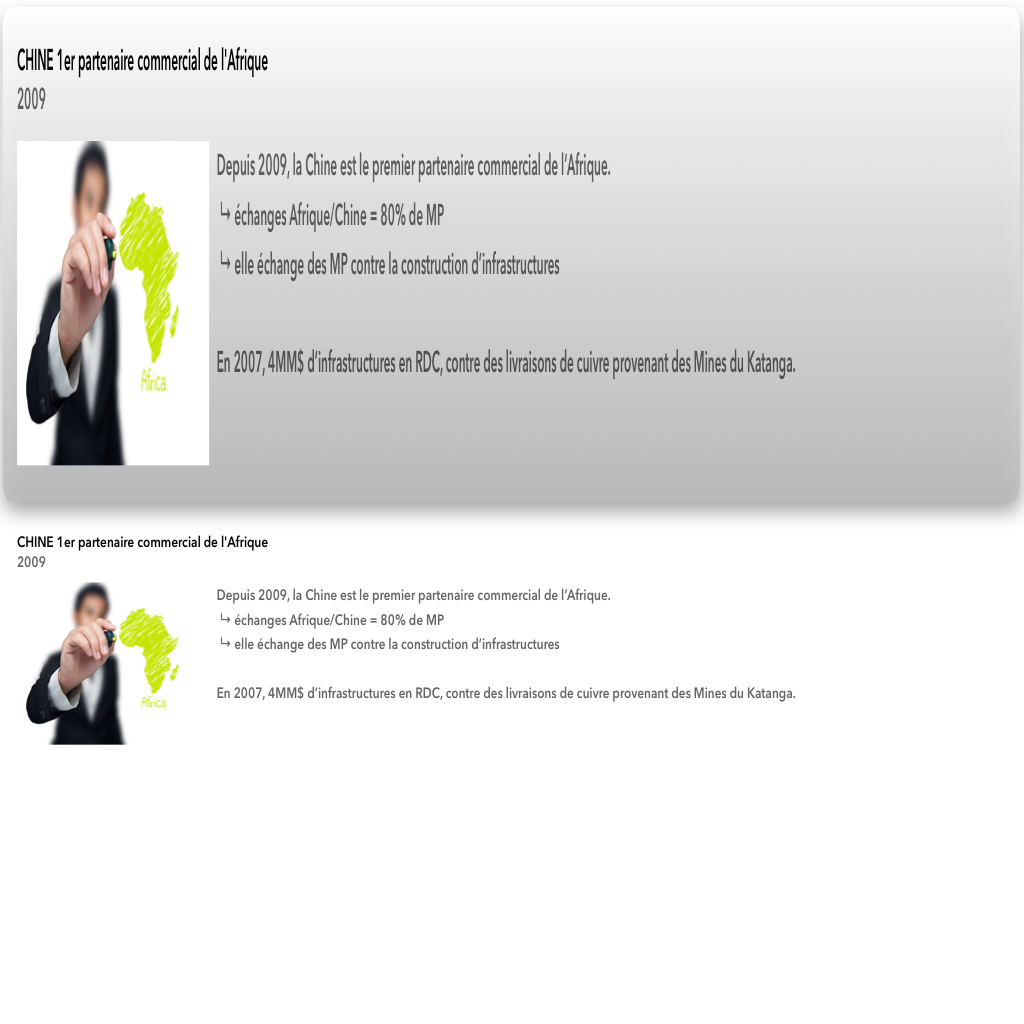 CHINE 1er partenaire commercial de l'Afrique
2009
Depuis 2009, la Chine est le premier partenaire commercial de l’Afrique.
↳ échanges Afrique/Chine = 80% de MP
↳ elle échange des MP contre la construction d’infrastructures
En 2007, 4MM$ d’infrastructures en RDC, contre des livraisons de cuivre provenant des Mines du Katanga.
Africa
CHINE 1er partenaire commercial de l'Afrique
2009
Depuis 2009, la Chine est le premier partenaire commercial de l’Afrique.
↳ échanges Afrique/Chine = 80% de MP
↳ elle échange des MP contre la construction d’infrastructures
En 2007, 4MM$ d’infrastructures en RDC, contre des livraisons de cuivre provenant des Mines du Katanga.
Africa